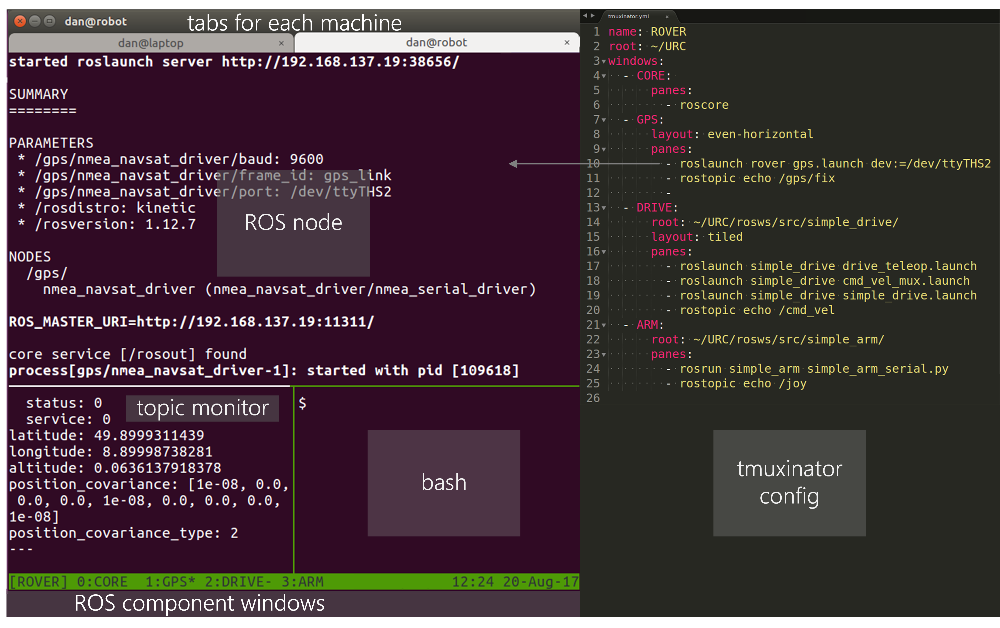 dan@robot
tabs for each machine
dan@laptop
dan@robot
started roslaunch server http://192.168.137.19:38656/
SUMMARY
========
PARAMETERS
* /gps/nmea_navsat_driver/baud: 9600
* /gps/nmea_navsat_driver/frame_id: gps_link
* /gps/nmea_navsat_driver/port: /dev/ttyTHS2
* /rosdistro: kinetic
* /rosversion: 1.12.7
ROS node
NODES
/gps/
nmea_navsat_driver (nmea_navsat_driver/nmea_serial_driver)
ROS_MASTER_URI=http://192.168.137.19:11311/
core service [/rosout] found
process[gps/nmea_navsat_driver-1]: started with pid [109618]
status: 0
service: 0
topic monitor
latitude: 49.8999311439
longitude: 8.89998738281
altitude: 0.0636137918378
position_covariance: [1e-08, 0.0,
0.0, 0.0, 1e-08, 0.0, 0.0, 0.0,
1e-08]
position_covariance_type: 2
---
$
bash
[ROVER] 0:CORE 1:GPS* 2:DRIVE- 3:ARM 12:24 20-Aug-17
ROS component windows
tmuxinator.yml
1 name: ROVER
2 root: ~/URC
3 windows:
4 - CORE:
5 panes:
6 - roscore
7 - GPS:
8 layout: even-horizontal
9 panes:
10 - roslaunch rover gps.launch dev:=/dev/ttyTHS2
11 - rostopic echo /gps/fix
12 -
13 - DRIVE:
14 root: ~/URC/rosws/src/simple_drive/
15 layout: tiled
16 panes:
17 - roslaunch simple_drive drive_teleop.launch
18 - roslaunch simple_drive cmd_vel_mux.launch
19 - roslaunch simple_drive simple_drive.launch
20 - rostopic echo /cmd_vel
21 - ARM:
22 root: ~/URC/rosws/src/simple_arm/
23 panes:
24 - rosrun simple_arm simple_arm_serial.py
25 - rostopic echo /joy
26
tmuxinator
config